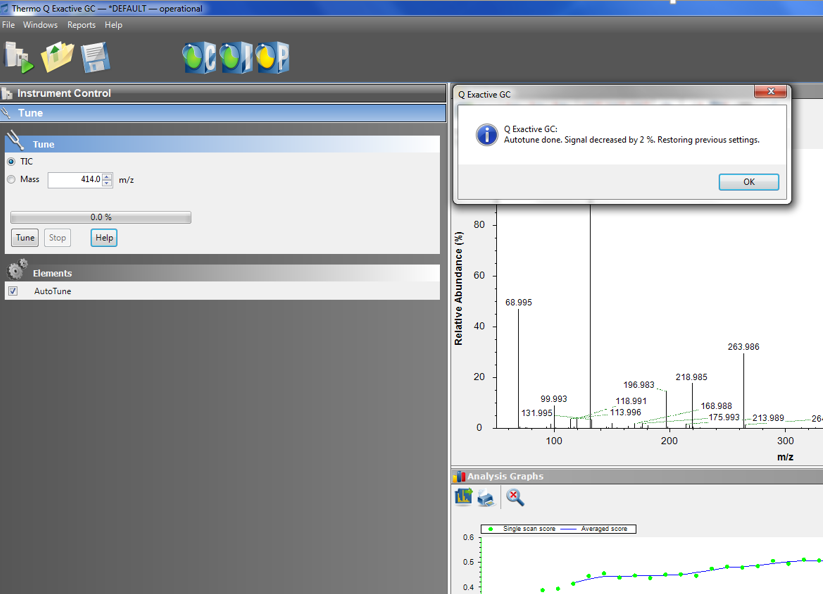 Thermo Q Exactive GC — *DEFAULT — operational
File Windows Reports Help
C I P
Instrument Control
Tune
Tune
TIC
Mass 414.0 m/z
0.0 %
Tune Stop Help
Elements
AutoTune
Q Exactive GC
Q Exactive GC:
Autotune done. Signal decreased by 2 %. Restoring previous settings.
OK
Relative Abundance (%)
80
60
40
20
0
68.995
263.986
196.983
218.985
99.993
118.991
168.988
131.995
113.996
175.993
213.989
264
100
200
300
m/z
Analysis Graphs
Single scan score Averaged score
0.6
0.5
0.4